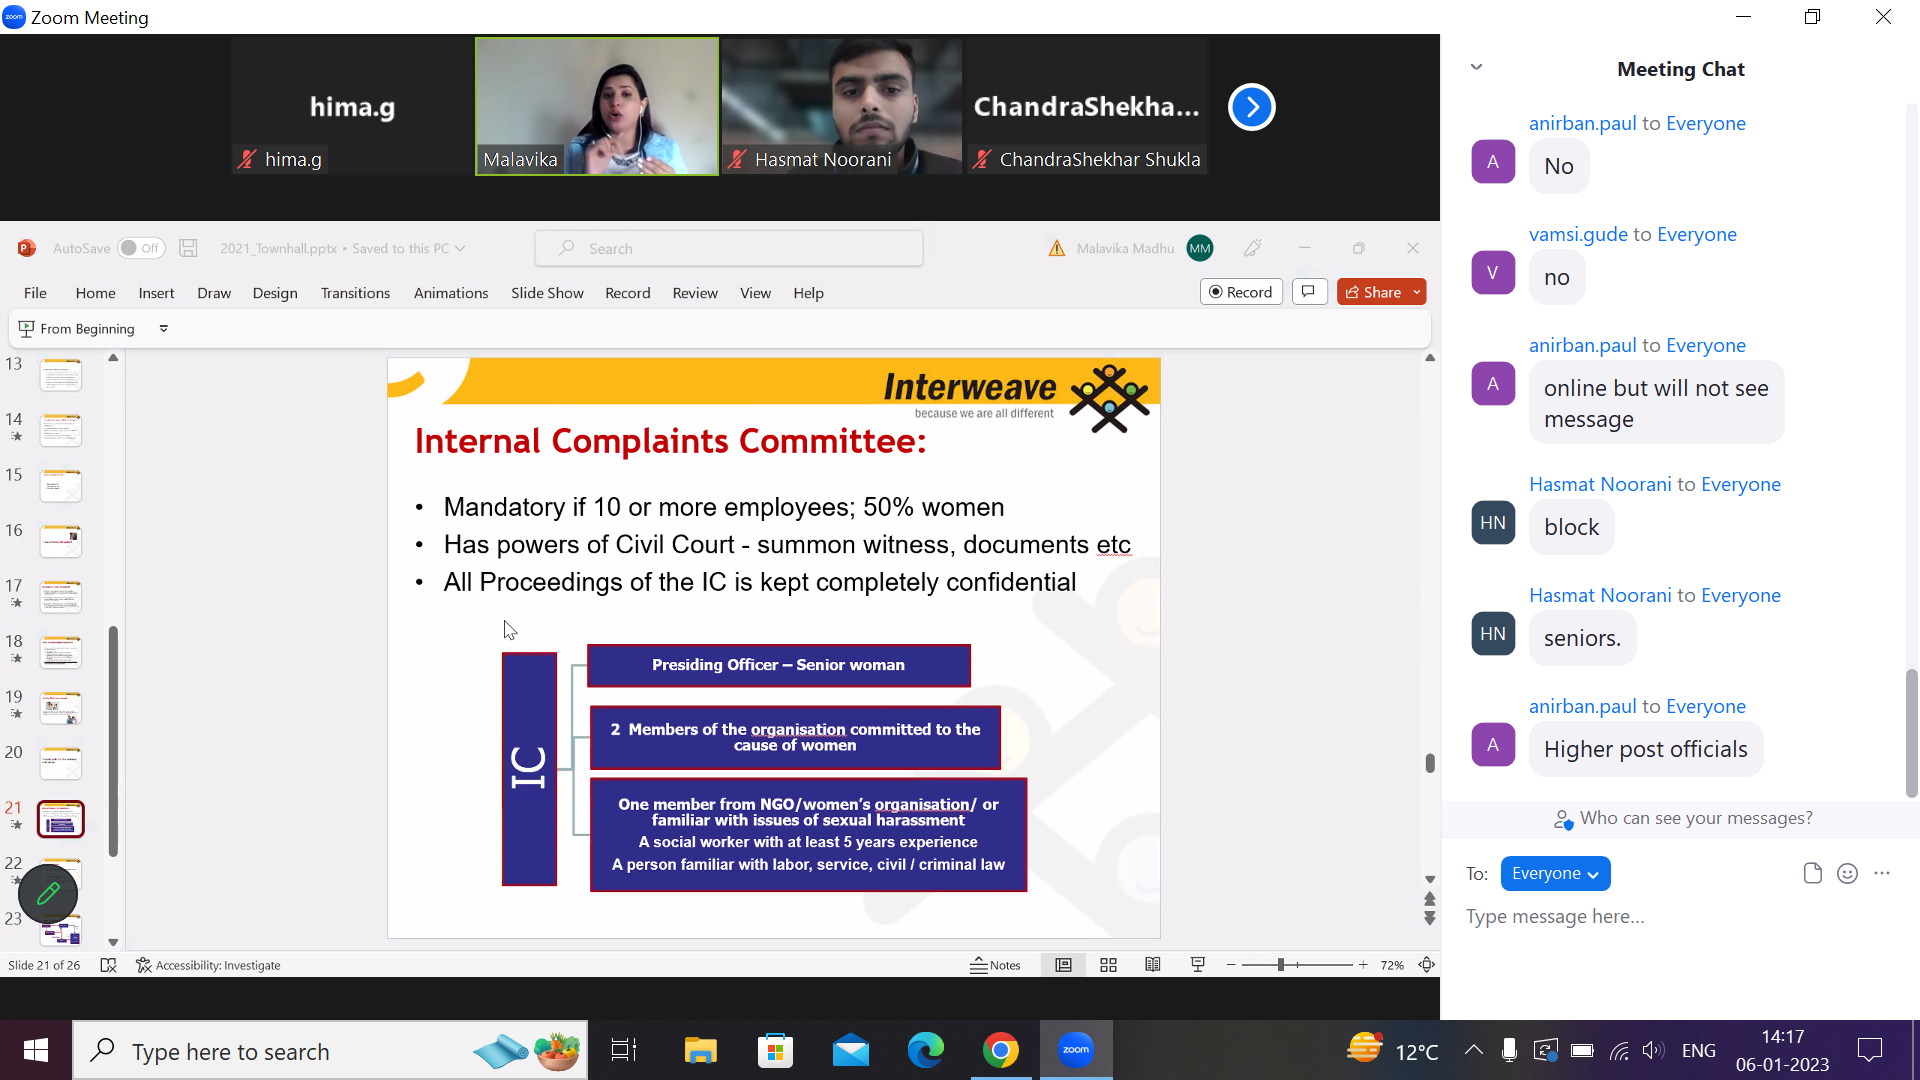 Zoom Meeting
hima.g
hima.g
Malavika
Hasmat Noorani
ChandraShekha...
ChandraShekhar Shukla
AutoSave
Off
2021_Townhall.pptx • Saved to this PC
Search
Malavika Madhu
MM
File
Home
Insert
Draw
Design
Transitions
Animations
Slide Show
Record
Review
View
Help
Record
Share
From Beginning
13
14
15
16
17
18
19
20
21
22
23
Interweave
because we are all different
Internal Complaints Committee:
• Mandatory if 10 or more employees; 50% women
• Has powers of Civil Court - summon witness, documents etc
• All Proceedings of the IC is kept completely confidential
IC
Presiding Officer – Senior woman
2 Members of the organisation committed to the
cause of women
One member from NGO/women's organisation/ or
familiar with issues of sexual harassment
A social worker with at least 5 years experience
A person familiar with labor, service, civil / criminal law
Slide 21 of 26
Accessibility: Investigate
Notes
72%
Meeting Chat
anirban.paul to Everyone
A
No
vamsi.gude to Everyone
V
no
anirban.paul to Everyone
A
online but will not see
message
Hasmat Noorani to Everyone
HN
block
Hasmat Noorani to Everyone
HN
seniors.
anirban.paul to Everyone
A
Higher post officials
Who can see your messages?
To:
Everyone
Type message here...
Type here to search
zoom
12°C
ENG
14:17
06-01-2023